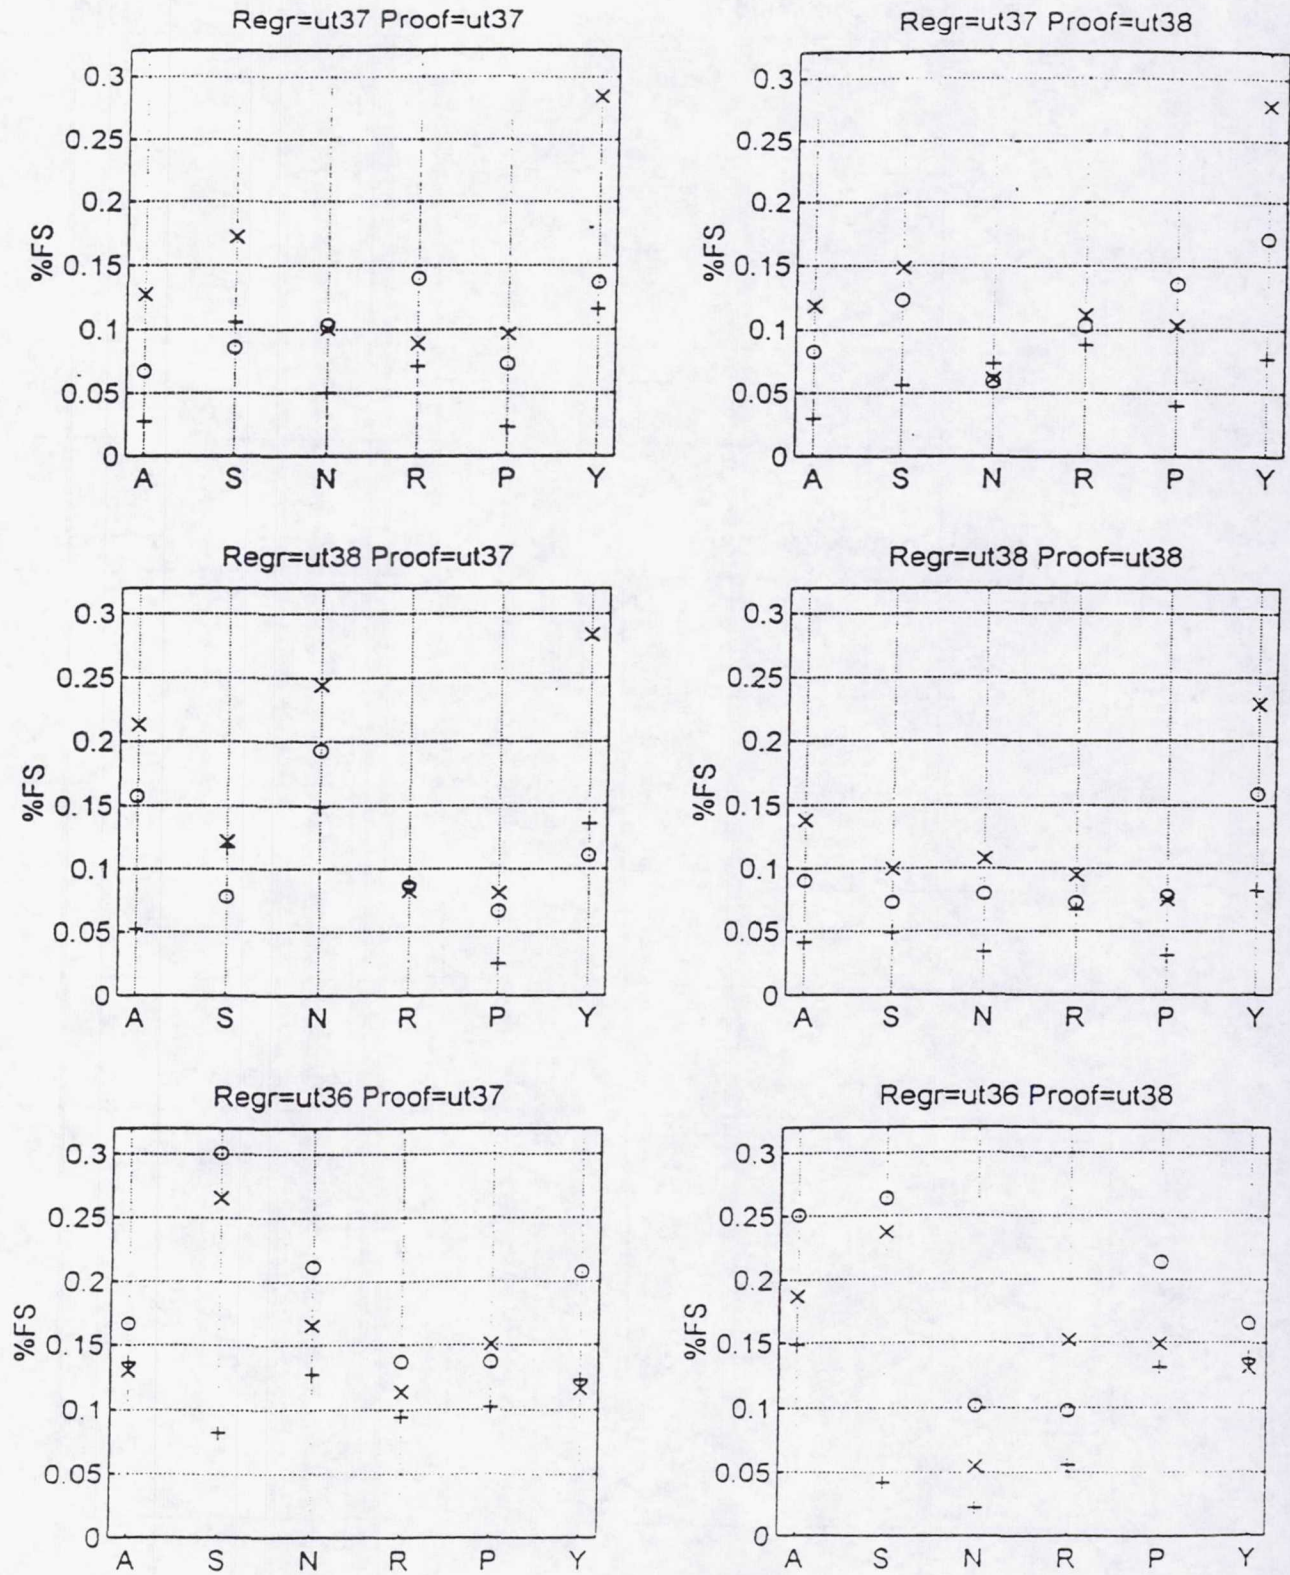 Regr=ut37 Proof=ut37
%FS
0.3
0.25
0.2
0.15
0.1
0.05
0
A S N R P Y
Regr=ut37 Proof=ut38
%FS
0.3
0.25
0.2
0.15
0.1
0.05
0
A S N R P Y
Regr=ut38 Proof=ut37
%FS
0.3
0.25
0.2
0.15
0.1
0.05
0
A S N R P Y
Regr=ut38 Proof=ut38
%FS
0.3
0.25
0.2
0.15
0.1
0.05
0
A S N R P Y
Regr=ut36 Proof=ut37
%FS
0.3
0.25
0.2
0.15
0.1
0.05
0
A S N R P Y
Regr=ut36 Proof=ut38
%FS
0.3
0.25
0.2
0.15
0.1
0.05
0
A S N R P Y